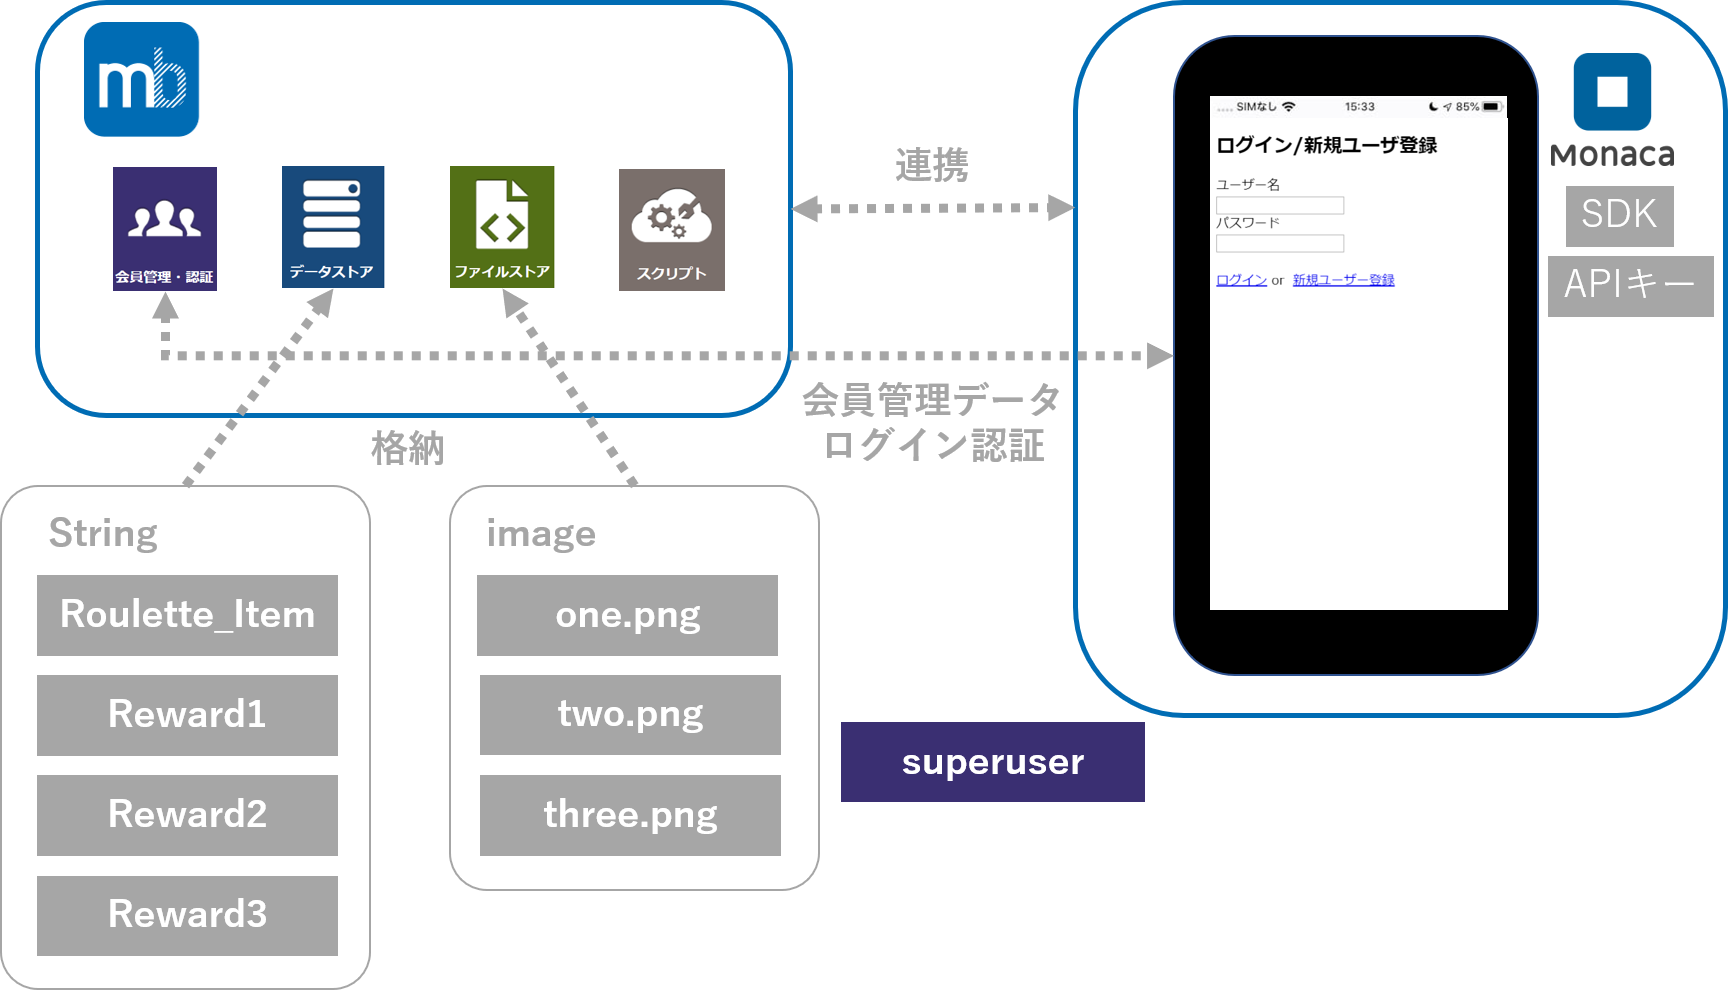 mb
会員管理・認証
データストア
ファイルストア
スクリプト
連携
会員管理データ
ログイン認証
格納
String
Roulette_Item
Reward1
Reward2
Reward3
image
one.png
two.png
three.png
superuser
SIMなし 15:33 85%
ログイン/新規ユーザ登録
ユーザー名
パスワード
ログイン or 新規ユーザー登録
Monaca
SDK
APIキー